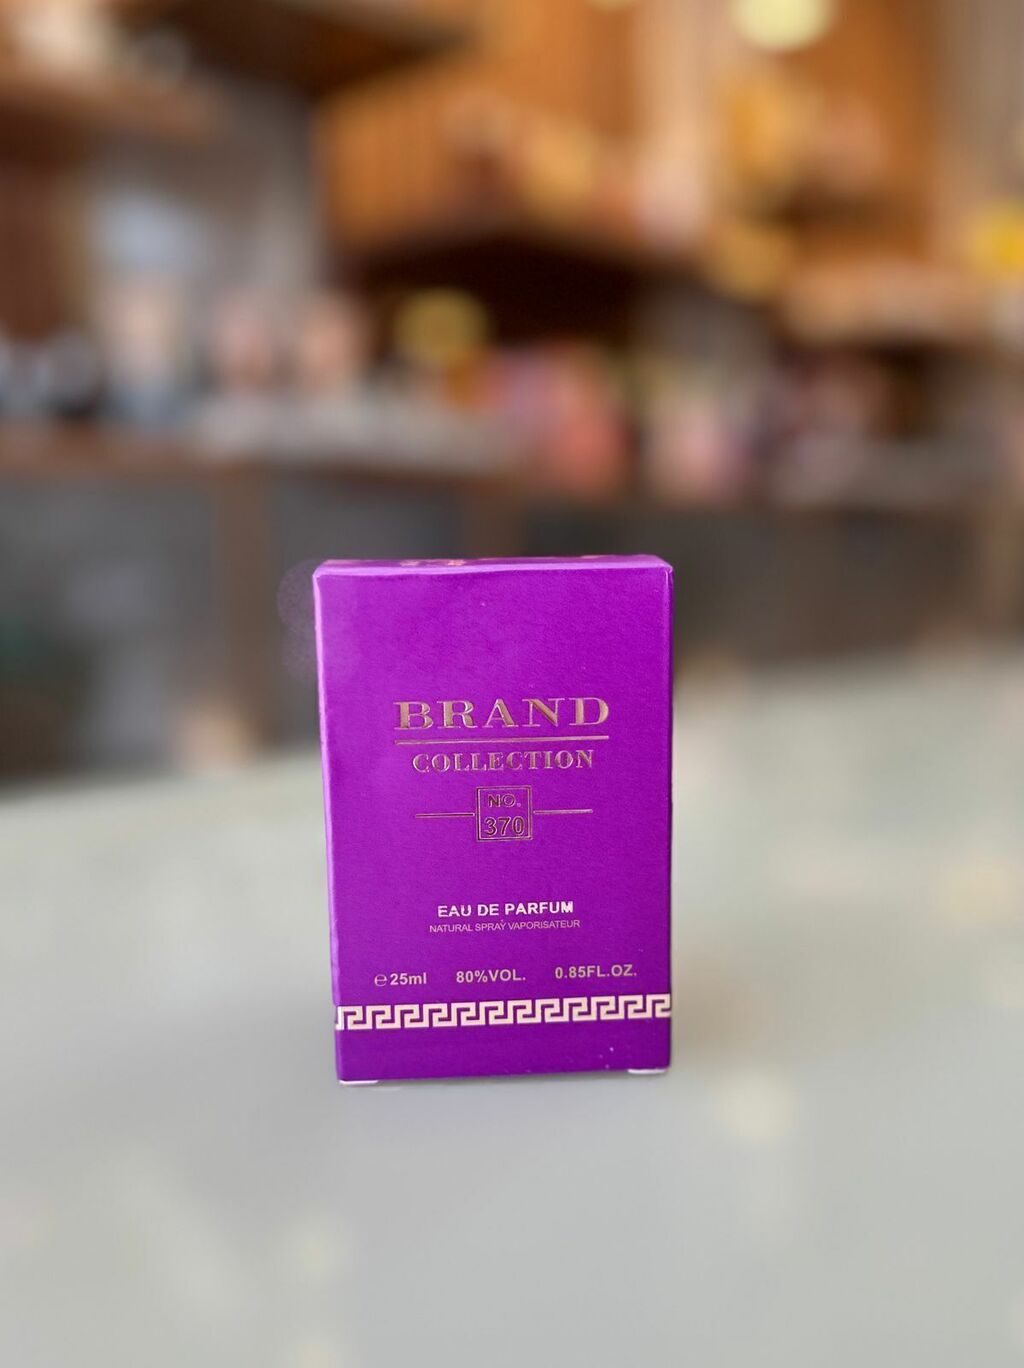 BRAND
COLLECTION
NO.
370
EAU DE PARFUM
NATURAL SPRAY VAPORISATEUR
℮25ml 80%VOL. 0.85FL.OZ.